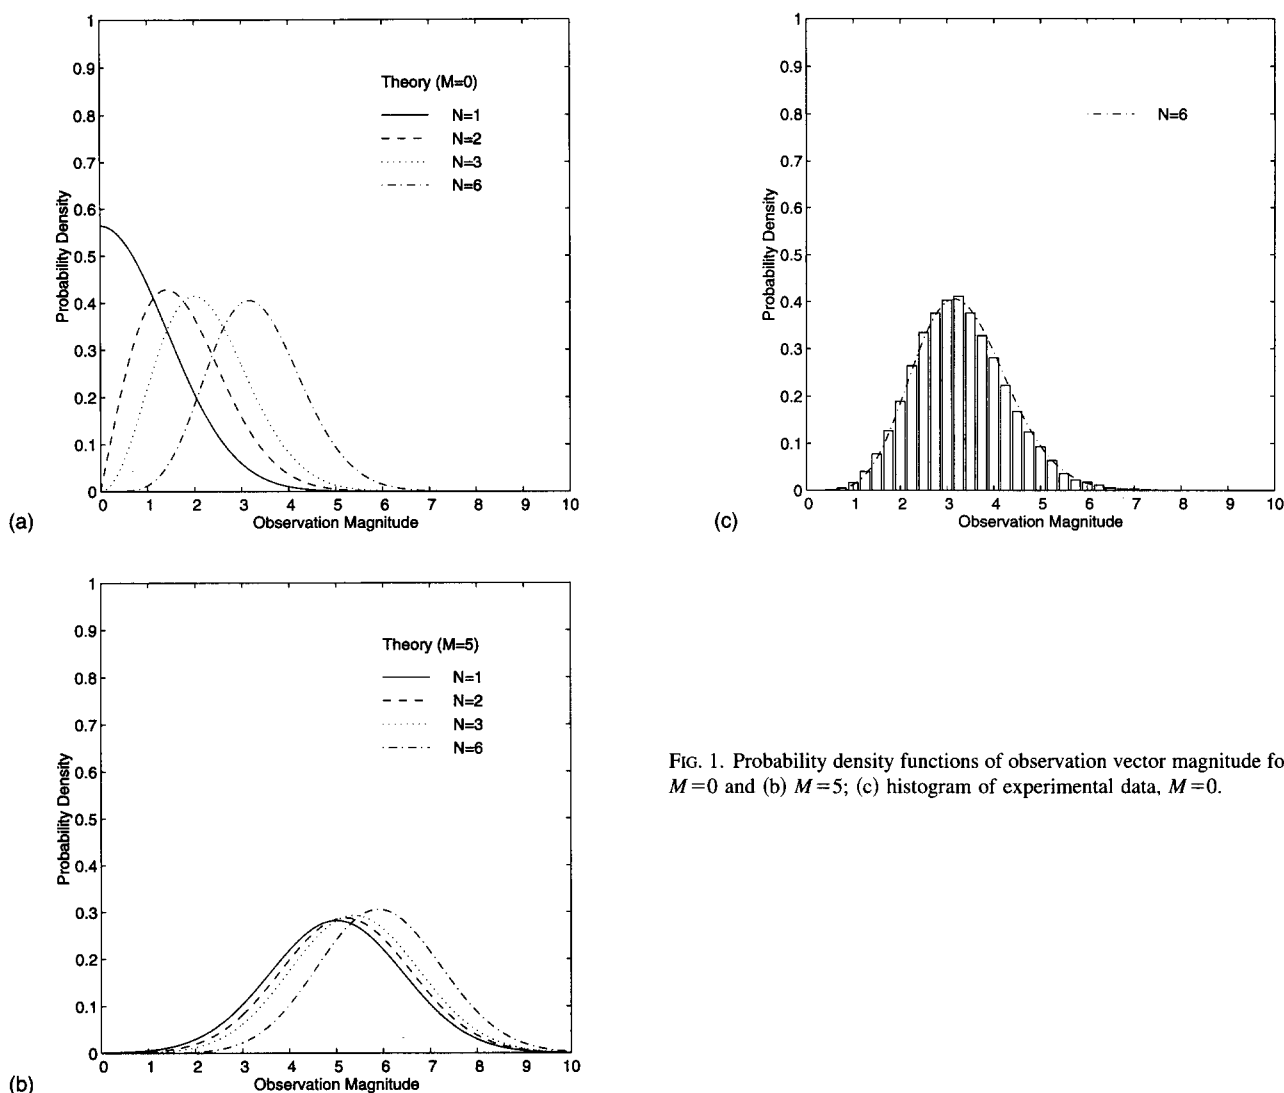 1
0.9
0.8
0.7
0.6
0.5
0.4
0.3
0.2
0.1
0
Probability Density
Theory (M=0)
N=1
N=2
N=3
N=6
0 1 2 3 4 5 6 7 8 9 10
Observation Magnitude
(a)
1
0.9
0.8
0.7
0.6
0.5
0.4
0.3
0.2
0.1
0
Probability Density
N=6
0 1 2 3 4 5 6 7 8 9 10
Observation Magnitude
(c)
1
0.9
0.8
0.7
0.6
0.5
0.4
0.3
0.2
0.1
0
Probability Density
Theory (M=5)
N=1
N=2
N=3
N=6
0 1 2 3 4 5 6 7 8 9 10
Observation Magnitude
(b)
FIG. 1. Probability density functions of observation vector magnitude fo
M=0 and (b) M=5; (c) histogram of experimental data, M=0.